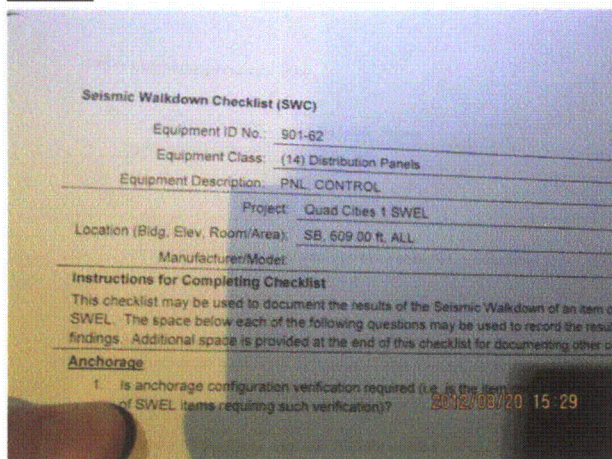 Seismic Walkdown Checklist (SWC)
Equipment ID No.: 901-62
Equipment Class: (14) Distribution Panels
Equipment Description: PNL, CONTROL
Project: Quad Cities 1 SWEL
Location (Bldg, Elev, Room/Area): SB, 609.00 ft, ALL
Manufacturer/Model:
Instructions for Completing Checklist
This checklist may be used to document the results of the Seismic Walkdown of an item
SWEL. The space below each of the following questions may be used to record the
findings. Additional space is provided at the end of this checklist for documenting other
Anchorage
1. Is anchorage configuration verification required (i.e. is the item
of SWEL items requiring such verification)? 2012/08/20 15:29